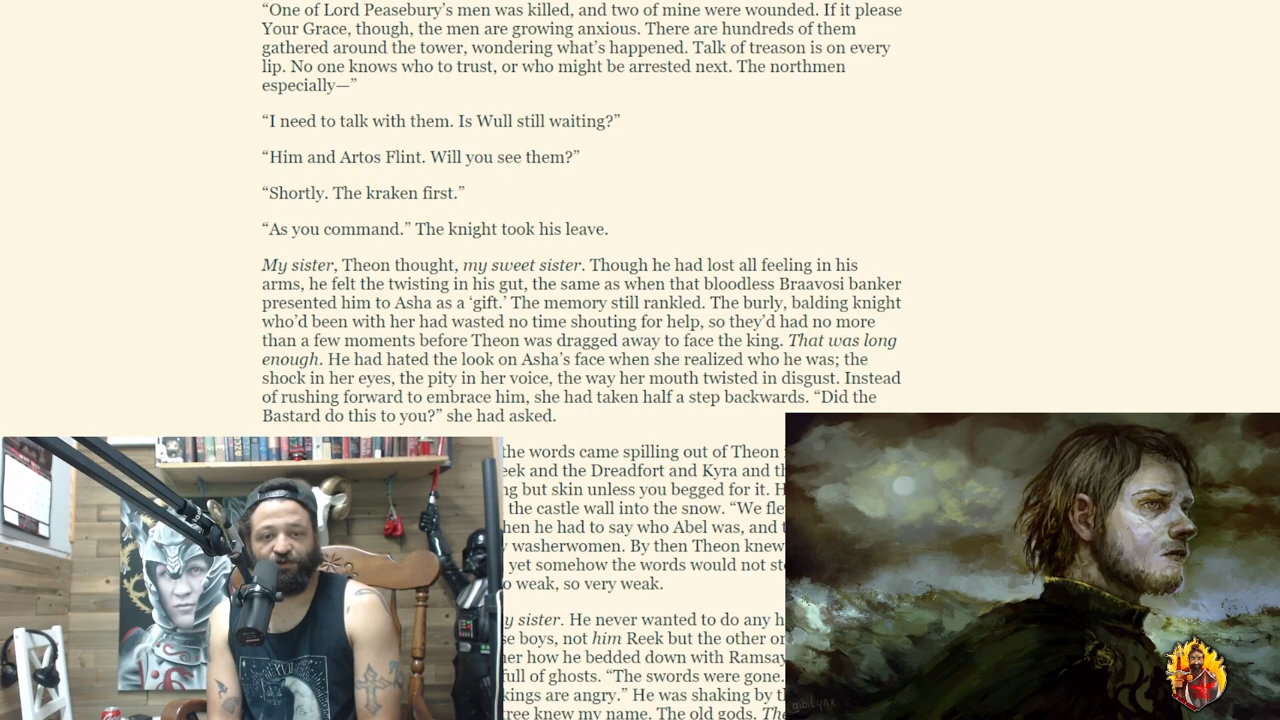 “One of Lord Peasebury’s men was killed, and two of mine were wounded. If it please
Your Grace, though, the men are growing anxious. There are hundreds of them
gathered around the tower, wondering what’s happened. Talk of treason is on every
lip. No one knows who to trust, or who might be arrested next. The northmen
especially—”
“I need to talk with them. Is Wull still waiting?”
“Him and Artos Flint. Will you see them?”
“Shortly. The kraken first.”
“As you command.” The knight took his leave.
My sister, Theon thought, my sweet sister. Though he had lost all feeling in his
arms, he felt the twisting in his gut, the same as when that bloodless Braavosi banker
presented him to Asha as a ‘gift.’ The memory still rankled. The burly, balding knight
who’d been with her had wasted no time shouting for help, so they’d had no more
than a few moments before Theon was dragged away to face the king. That was long
enough. He had hated the look on Asha’s face when she realized who he was; the
shock in her eyes, the pity in her voice, the way her mouth twisted in disgust. Instead
of rushing forward to embrace him, she had taken half a step backwards. “Did the
Bastard do this to you?” she had asked.
the words came spilling out of Theon
eek and the Dreadfort and Kyra and th
ng but skin unless you begged for it. H
the castle wall into the snow. “We fle
hen he had to say who Abel was, and t
washerwomen. By then Theon knew
yet somehow the words would not st
o weak, so very weak.
y sister. He never wanted to do any h
se boys, not him Reek but the other or
her how he bedded down with Ramsay
full of ghosts. “The swords were gone.
kings are angry.” He was shaking by t
tree knew my name. The old gods. The